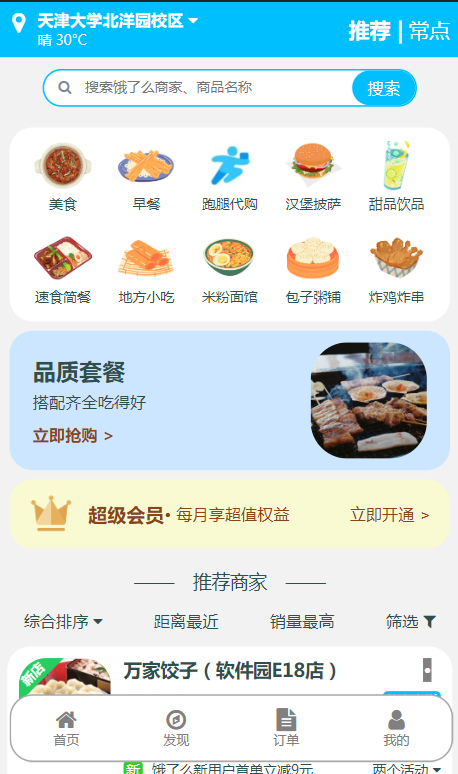 天津大学北洋园校区
晴 30℃
推荐 | 常点
搜索饿了么商家、商品名称
搜索
美食 早餐 跑腿代购 汉堡披萨 甜品饮品
速食简餐 地方小吃 米粉面馆 包子粥铺 炸鸡炸串
品质套餐
搭配齐全吃得好
立即抢购 >
超级会员• 每月享超值权益 立即开通 >
推荐商家
综合排序 距离最近 销量最高 筛选
新店
万家饺子（软件园E18店）
首页 发现 订单 我的
新 饿了么新用户首单立减9元 两个活动